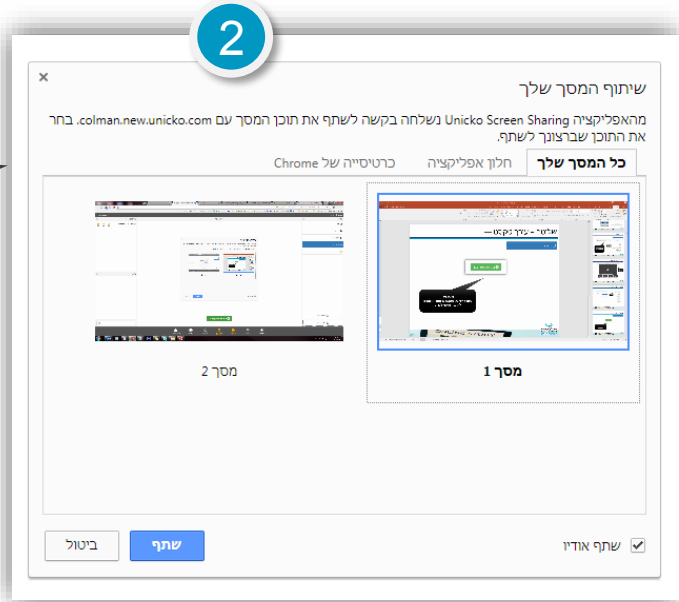 2
×
שיתוף המסך שלך
מהאפליקציה Unicko Screen Sharing נשלחה בקשה לשתף את תוכן המסך עם colman.new.unicko.com. בחר
את התוכן שברצונך לשתף.
כל המסך שלך חלון אפליקציה כרטיסייה של Chrome
מסך 1 מסך 2
שתף אודיו שתף ביטול